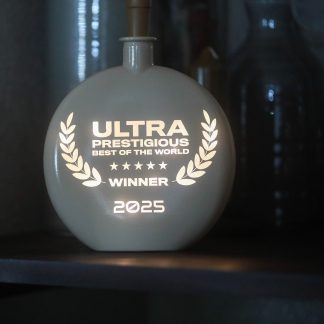 ULTRA
PRESTIGIOUS
BEST OF THE WORLD
★★★★★
WINNER
2025